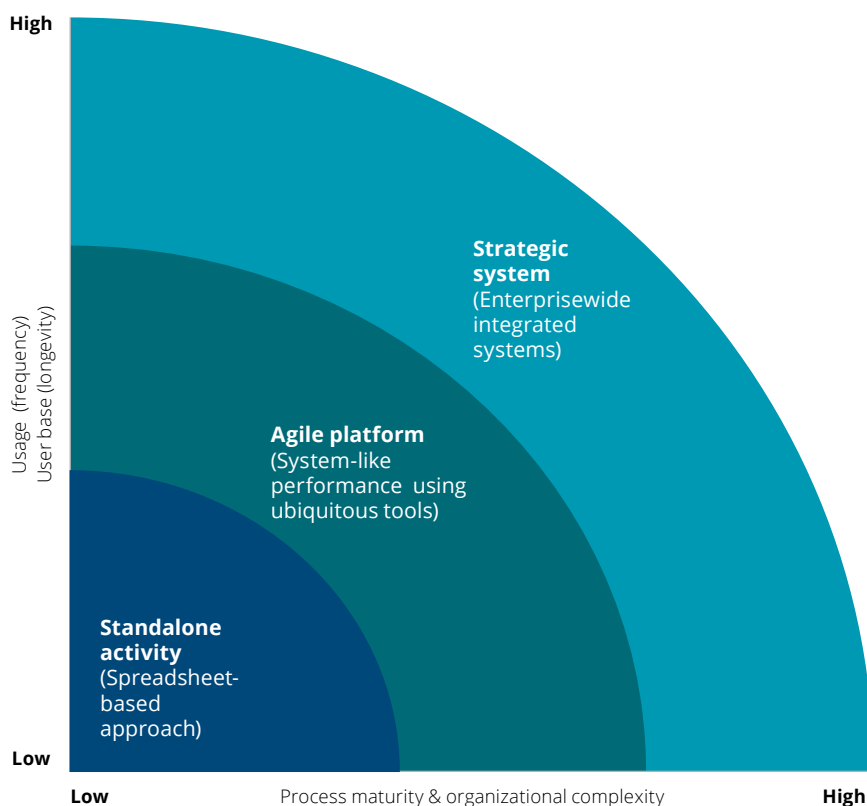 High
Strategic
system
(Enterprisewide
integrated
systems)
Usage (frequency)
User base (longevity)
Agile platform
(System-like
performance using
ubiquitous tools)
Standalone
activity
(Spreadsheet-
based
approach)
Low
Low
Process maturity & organizational complexity
High